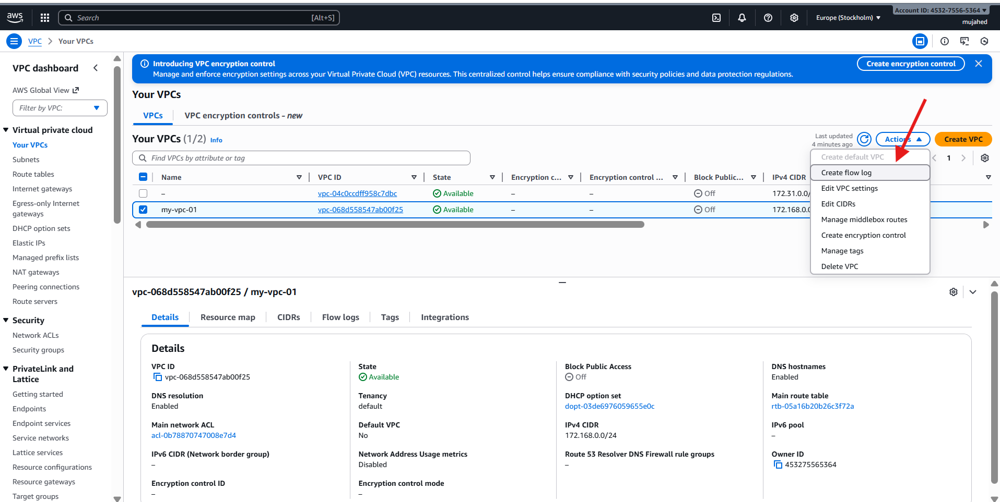 aws
Search
[Alt+S]
Europe (Stockholm)
Account ID: 4532-7556-5364
mujahed
VPC
Your VPCs
VPC dashboard
AWS Global View
Filter by VPC:
Virtual private cloud
Your VPCs
Subnets
Route tables
Internet gateways
Egress-only Internet
gateways
DHCP option sets
Elastic IPs
Managed prefix lists
NAT gateways
Peering connections
Route servers
Security
Network ACLs
Security groups
PrivateLink and
Lattice
Getting started
Endpoints
Endpoint services
Service networks
Lattice services
Resource configurations
Resource gateways
Target groups
Introducing VPC encryption control
Manage and enforce encryption settings across your Virtual Private Cloud (VPC) resources. This centralized control helps ensure compliance with security policies and data protection regulations.
Create encryption control
Your VPCs
VPCs
VPC encryption controls - new
Your VPCs (1/2) Info
Last updated
4 minutes ago
Actions
Create VPC
Find VPCs by attribute or tag
1
Create default VPC
Create flow log
Edit VPC settings
Edit CIDRs
Manage middlebox routes
Create encryption control
Manage tags
Delete VPC
Name VPC ID State Encryption c... Encryption control ... Block Public... IPv4 CIDR
– vpc-04c0ccdff958c7dbc Available – – Off 172.31.0.0/
my-vpc-01 vpc-068d558547ab00f25 Available – – Off 172.168.0.0
vpc-068d558547ab00f25 / my-vpc-01
Details Resource map CIDRs Flow logs Tags Integrations
Details
VPC ID
vpc-068d558547ab00f25
State
Available
Block Public Access
Off
DNS hostnames
Enabled
DNS resolution
Enabled
Tenancy
default
DHCP option set
dopt-03de6976059655e0c
Main route table
rtb-05a16b20b26c3f72a
Main network ACL
acl-0b78870747008e7d4
Default VPC
No
IPv4 CIDR
172.168.0.0/24
IPv6 pool
–
IPv6 CIDR (Network border group)
–
Network Address Usage metrics
Disabled
Route 53 Resolver DNS Firewall rule groups
–
Owner ID
453275565364
Encryption control ID
–
Encryption control mode
–